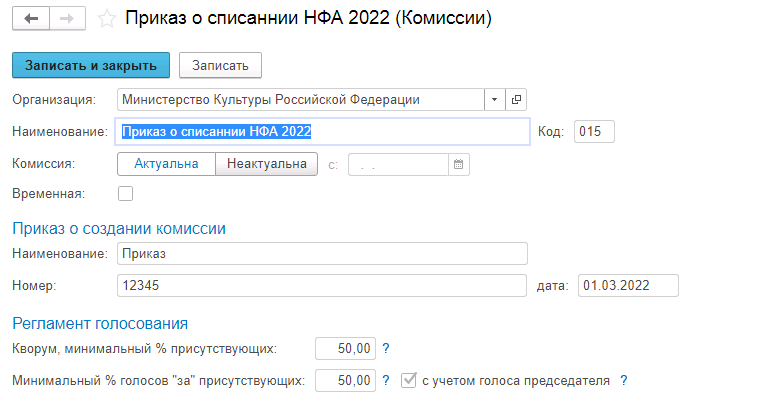 Приказ о списаннии НФА 2022 (Комиссии)
Записать и закрыть Записать
Организация: Министерство Культуры Российской Федерации
Наименование: Приказ о списаннии НФА 2022 Код: 015
Комиссия: Актуальна Неактуальна с: . .
Временная:
Приказ о создании комиссии
Наименование: Приказ
Номер: 12345 дата: 01.03.2022
Регламент голосования
Кворум, минимальный % присутствующих: 50,00 ?
Минимальный % голосов "за" присутствующих: 50,00 ? с учетом голоса председателя ?